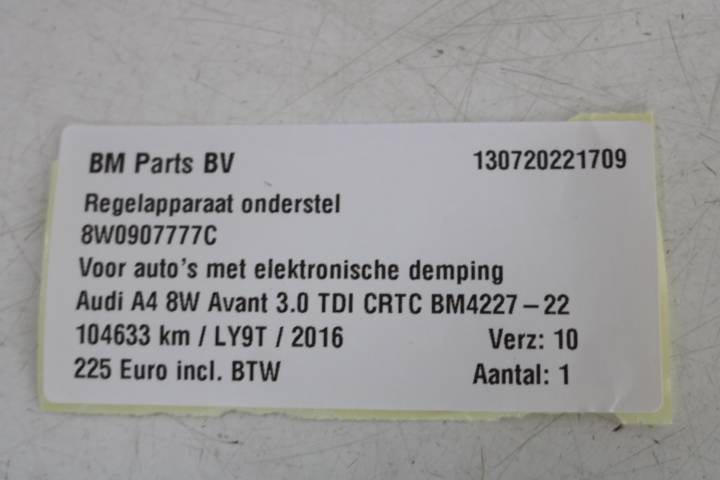 BM Parts BV 130720221709
Regelapparaat onderstel
8W0907777C
Voor auto's met elektronische demping
Audi A4 8W Avant 3.0 TDI CRTC BM4227-22
104633 km / LY9T / 2016 Verz: 10
225 Euro incl. BTW Aantal: 1